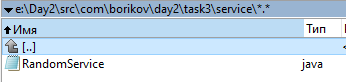 e:\Day2\src\com\borikov\day2\task3\service\*.*
Имя Тип
[..]
RandomService java